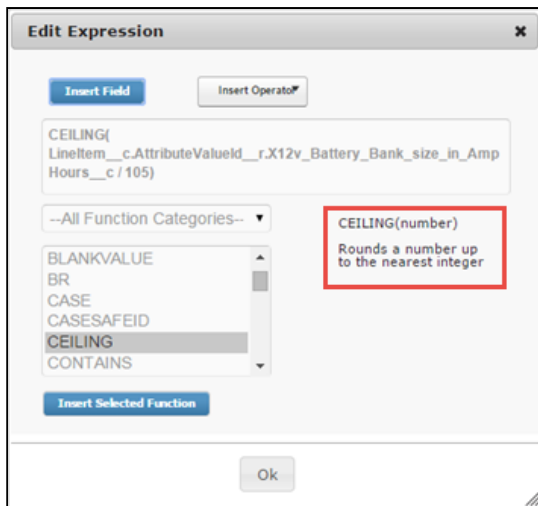 Edit Expression
Insert Field
Insert Operator
CEILING(
LineItem__c.AttributeValueId__r.X12v_Battery_Bank_size_in_Amp
Hours__c / 105)
--All Function Categories--
CEILING(number)
Rounds a number up
to the nearest integer
BLANKVALUE
BR
CASE
CASESAFEID
CEILING
CONTAINS
Insert Selected Function
Ok